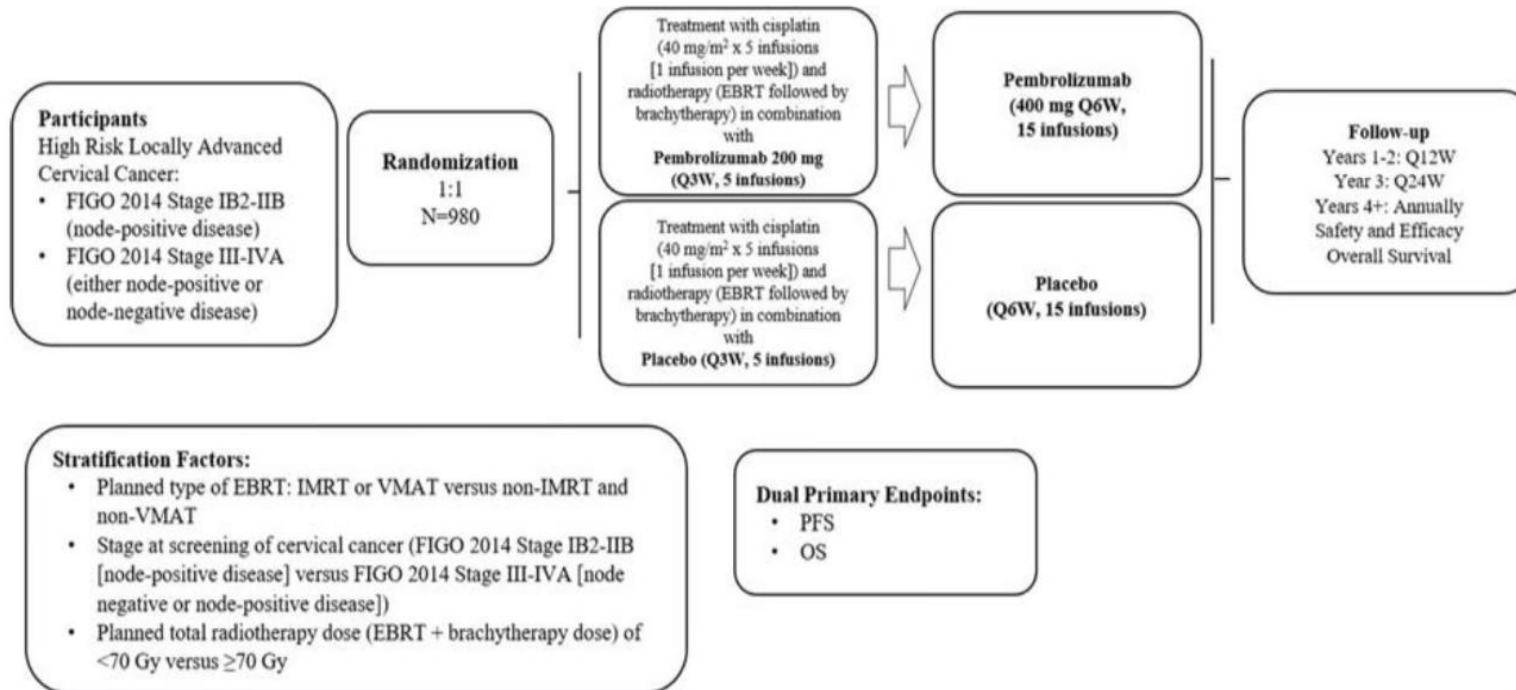 Participants
High Risk Locally Advanced
Cervical Cancer:
• FIGO 2014 Stage IB2-IIB
(node-positive disease)
• FIGO 2014 Stage III-IVA
(either node-positive or
node-negative disease)
Randomization
1:1
N=980
Treatment with cisplatin
(40 mg/m² x 5 infusions
[1 infusion per week]) and
radiotherapy (EBRT followed by
brachytherapy) in combination
with
Pembrolizumab 200 mg
(Q3W, 5 infusions)
Treatment with cisplatin
(40 mg/m² x 5 infusions
[1 infusion per week]) and
radiotherapy (EBRT followed by
brachytherapy) in combination
with
Placebo (Q3W, 5 infusions)
Pembrolizumab
(400 mg Q6W,
15 infusions)
Placebo
(Q6W, 15 infusions)
Follow-up
Years 1-2: Q12W
Year 3: Q24W
Years 4+: Annually
Safety and Efficacy
Overall Survival
Stratification Factors:
• Planned type of EBRT: IMRT or VMAT versus non-IMRT and
non-VMAT
• Stage at screening of cervical cancer (FIGO 2014 Stage IB2-IIB
[node-positive disease] versus FIGO 2014 Stage III-IVA [node
negative or node-positive disease])
• Planned total radiotherapy dose (EBRT + brachytherapy dose) of
<70 Gy versus ≥70 Gy
Dual Primary Endpoints:
• PFS
• OS